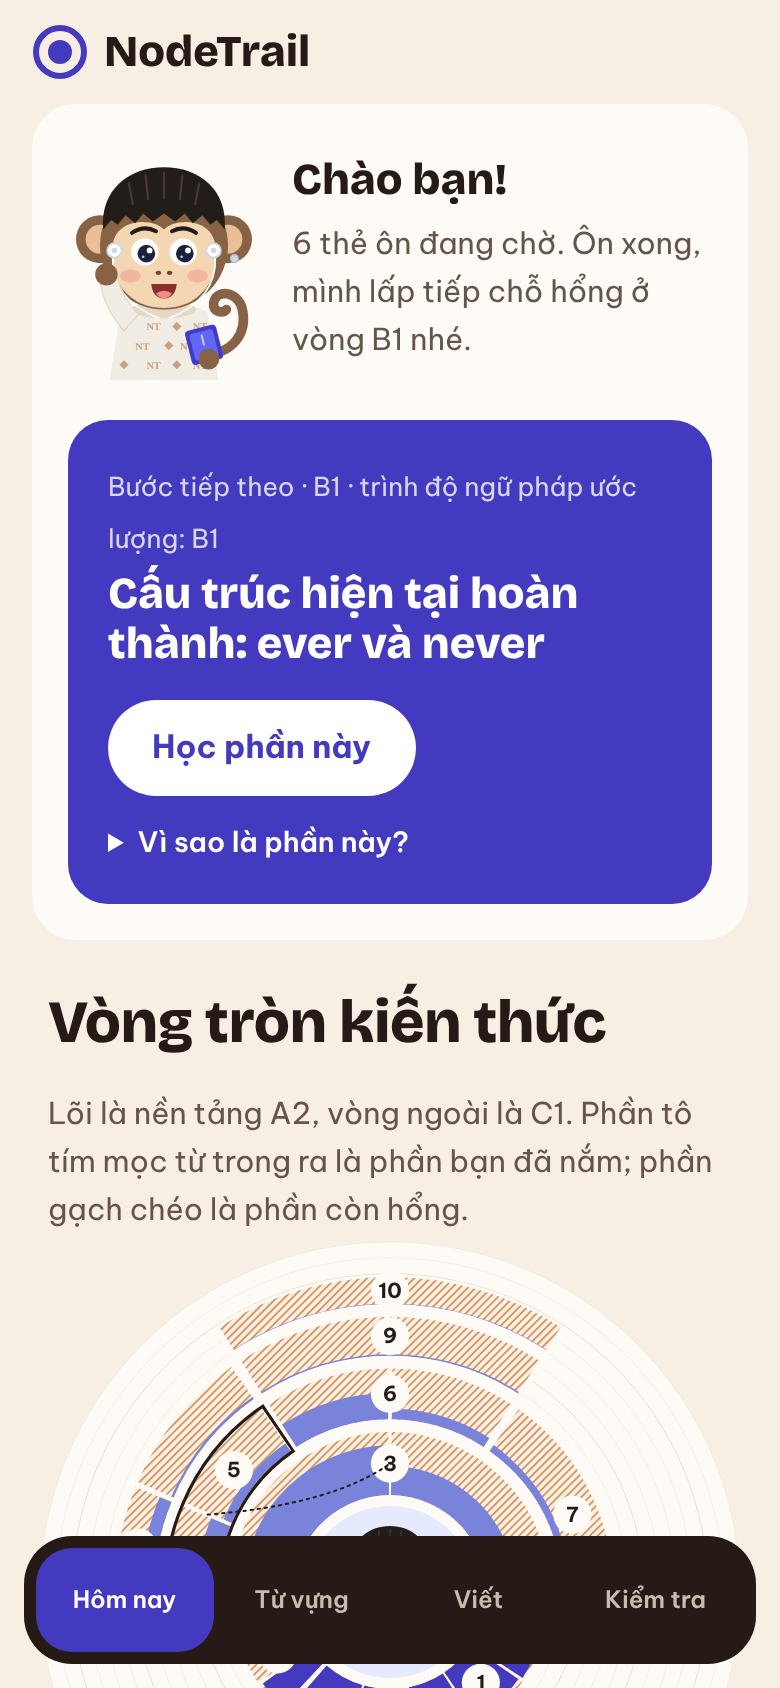 NodeTrail
Chào bạn!
6 thẻ ôn đang chờ. Ôn xong,
mình lấp tiếp chỗ hổng ở
vòng B1 nhé.
NT
NT
NT
NT
Bước tiếp theo · B1 · trình độ ngữ pháp ước
lượng: B1
Cấu trúc hiện tại hoàn
thành: ever và never
Học phần này
Vì sao là phần này?
Vòng tròn kiến thức
Lõi là nền tảng A2, vòng ngoài là C1. Phần tô
tím mọc từ trong ra là phần bạn đã nắm; phần
gạch chéo là phần còn hổng.
10
9
6
3
5
7
Hôm nay
Từ vựng
Viết
Kiểm tra
1